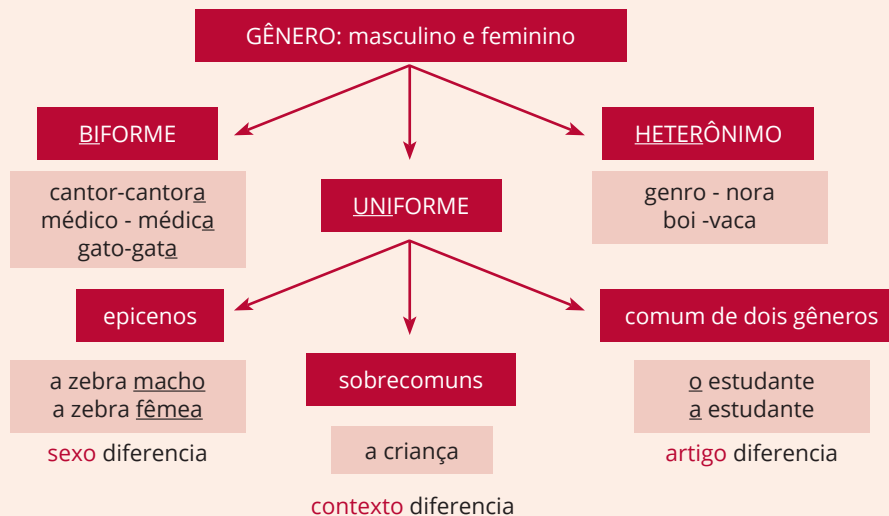 GÊNERO: masculino e feminino
BIFORME
cantor-cantora
médico - médica
gato-gata
UNIFORME
HETERÔNIMO
genro - nora
boi -vaca
epicenos
a zebra macho
a zebra fêmea
sexo diferencia
sobrecomuns
a criança
contexto diferencia
comum de dois gêneros
o estudante
a estudante
artigo diferencia